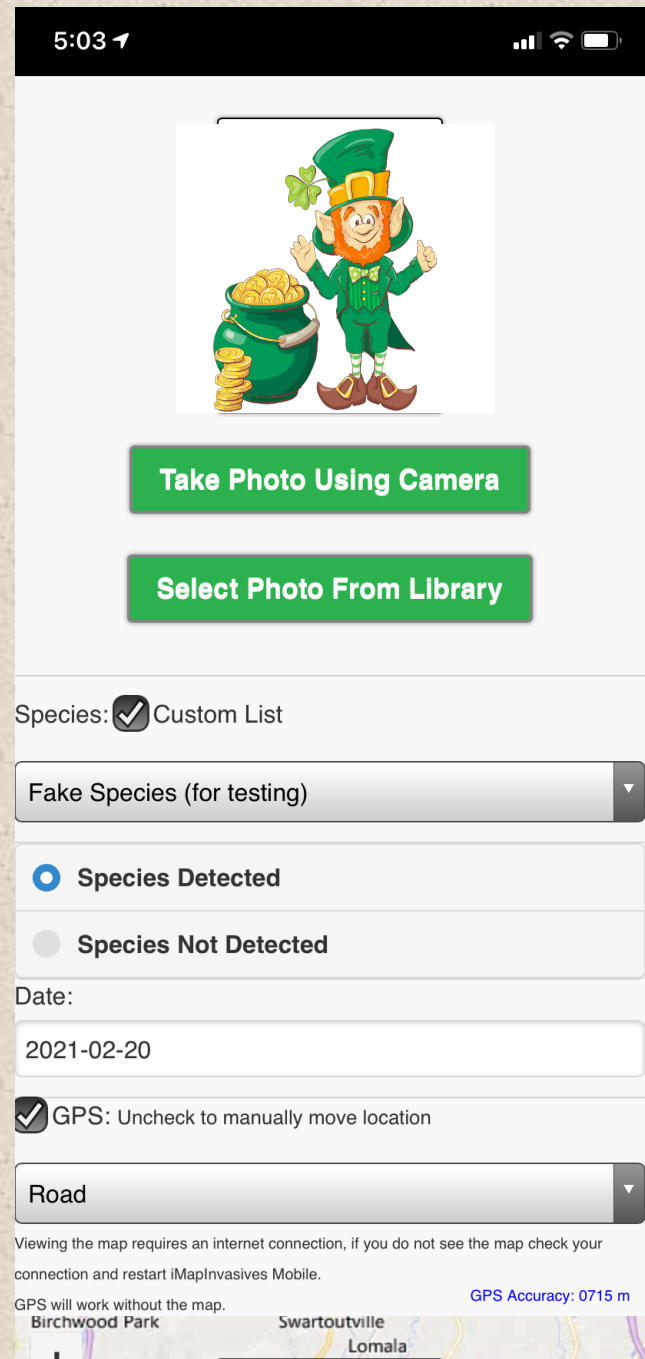 5:03
Take Photo Using Camera
Select Photo From Library
Species: Custom List
Fake Species (for testing)
Species Detected
Species Not Detected
Date:
2021-02-20
GPS: Uncheck to manually move location
Road
Viewing the map requires an internet connection, if you do not see the map check your
connection and restart iMapInvasives Mobile.
GPS will work without the map.
GPS Accuracy: 0715 m
Birchwood Park
Swartoutville
Lomala